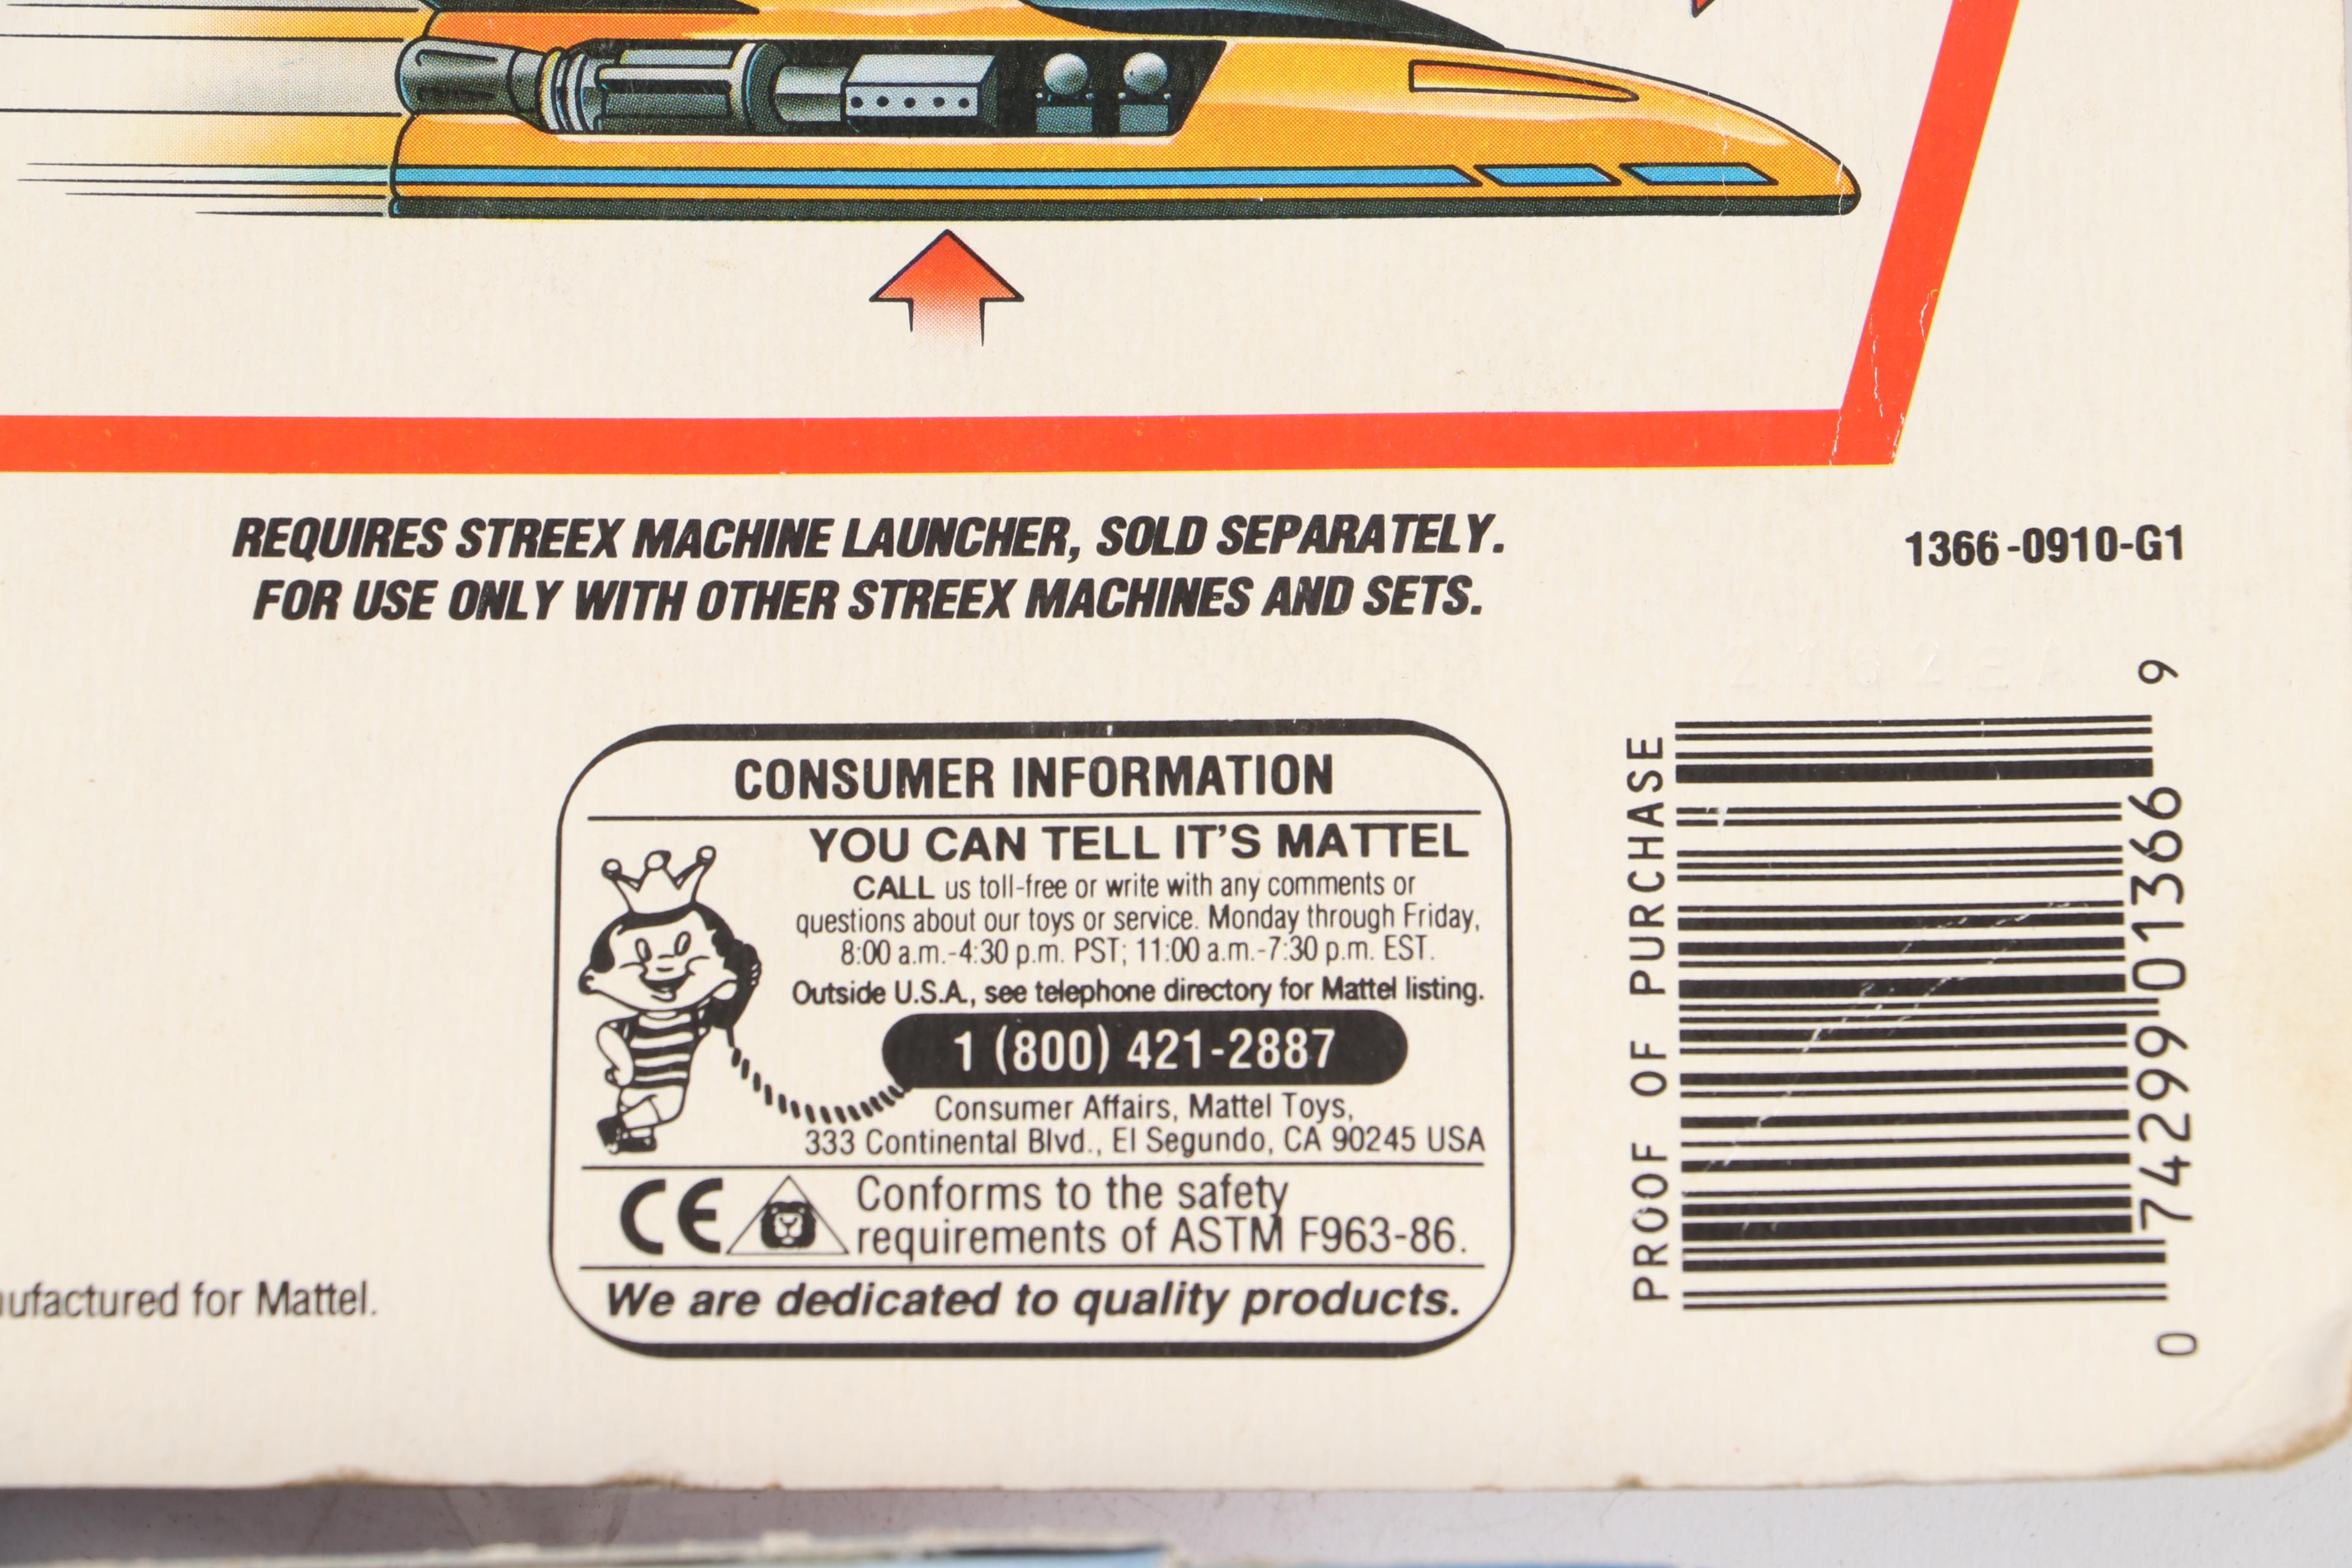 REQUIRES STREEX MACHINE LAUNCHER, SOLD SEPARATELY.
FOR USE ONLY WITH OTHER STREEX MACHINES AND SETS.
1366-0910-G1
CONSUMER INFORMATION
YOU CAN TELL IT'S MATTEL
CALL us toll-free or write with any comments or
questions about our toys or service. Monday through Friday,
8:00 a.m.-4:30 p.m. PST; 11:00 a.m.-7:30 p.m. EST.
Outside U.S.A., see telephone directory for Mattel listing.
1 (800) 421-2887
Consumer Affairs, Mattel Toys,
333 Continental Blvd., El Segundo, CA 90245 USA
CE Conforms to the safety
requirements of ASTM F963-86.
We are dedicated to quality products.
for Mattel.
PROOF OF PURCHASE
0 74299 01366 9